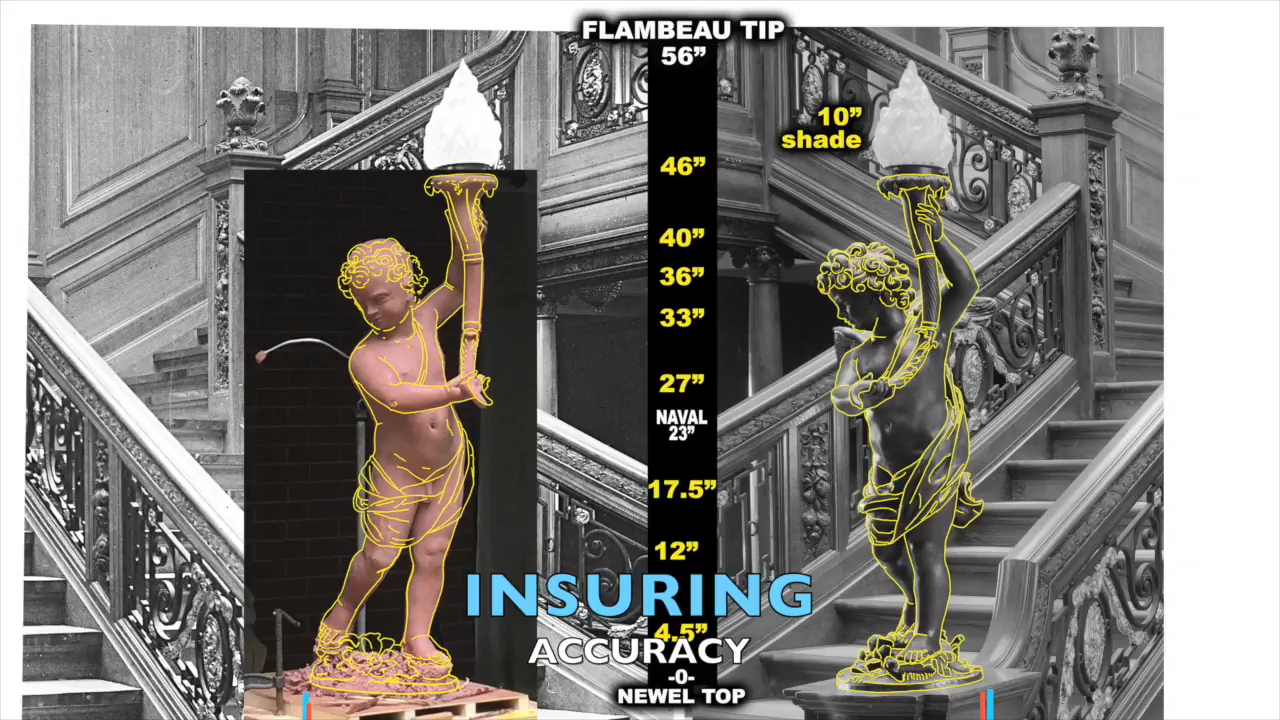 FLAMBEAU TIP
56”
10”
shade
46”
40”
36”
33”
27”
NAVAL
23”
17.5”
12”
INSURING
4.5”
ACCURACY
-0-
NEWEL TOP